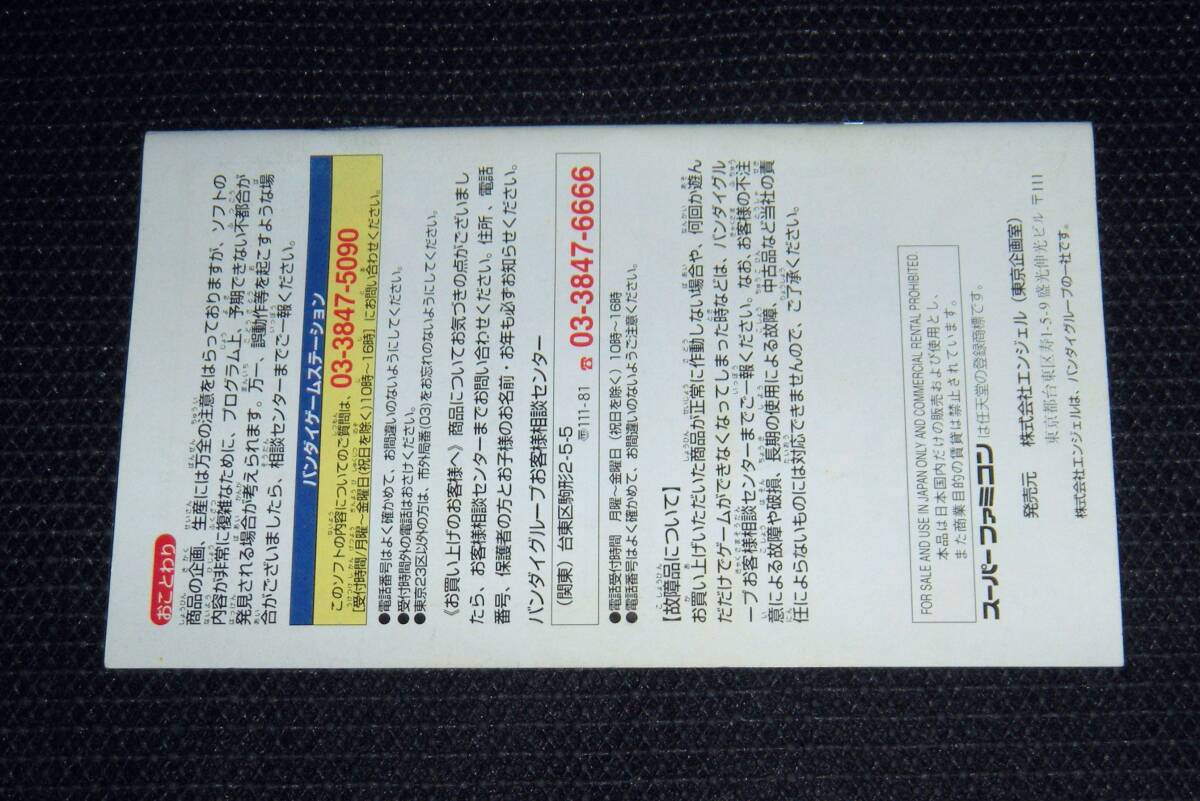 おことわり
商品の企画、生産には万全の注意をはらっておりますが、ソフトの
内容が非常に複雑なために、プログラム上、予期できない不都合が
発見される場合が考えられます。万一、誤動作等を起こすような場
合がございましたら、相談センターまでご一報ください。
バンダイゲームステーション
このソフトの内容についてのご質問は、03-3847-5090
[受付時間/月曜～金曜日(祝日を除く)10時～16時]にお問い合わせください。
●電話番号はよく確かめて、お間違いのないようにしてください。
●受付時間外の電話はおさけください。
●東京23区以外の方は、市外局番(03)をお忘れのないようにしてください。
《お買い上げのお客様へ》商品についてお気づきの点がございまし
たら、お客様相談センターまでお問い合わせください。住所、電話
番号、保護者の方とお子様のお名前・お年も必ずお知らせください。
バンダイグループお客様相談センター
(関東) 台東区駒形2-5-5 〒111-81 ☎ 03-3847-6666
●電話受付時間 月曜～金曜日(祝日を除く)10時～16時
●電話番号はよく確かめて、お間違いのないようご注意ください。
【故障品について】
お買い上げいただいた商品が正常に作動しない場合や、何回か遊ん
だだけでゲームができなくなってしまった時などは、バンダイグル
ープお客様相談センターまでご一報ください。なお、お客様の不注
意による故障や破損、長期の使用による故障、中古品など当社の責
任によらないものには対応できませんので、ご了承ください。
FOR SALE AND USE IN JAPAN ONLY AND COMMERCIAL RENTAL PROHIBITED.
本品は日本国内だけの販売および使用とし、
また商業目的の賃貸は禁止されています。
スーパーファミコンは任天堂の登録商標です。
発売元 株式会社エンジェル(東京企画室)
東京都台東区寿1-5-9 盛光伸光ビル 〒111
株式会社エンジェルは、バンダイグループの一社です。